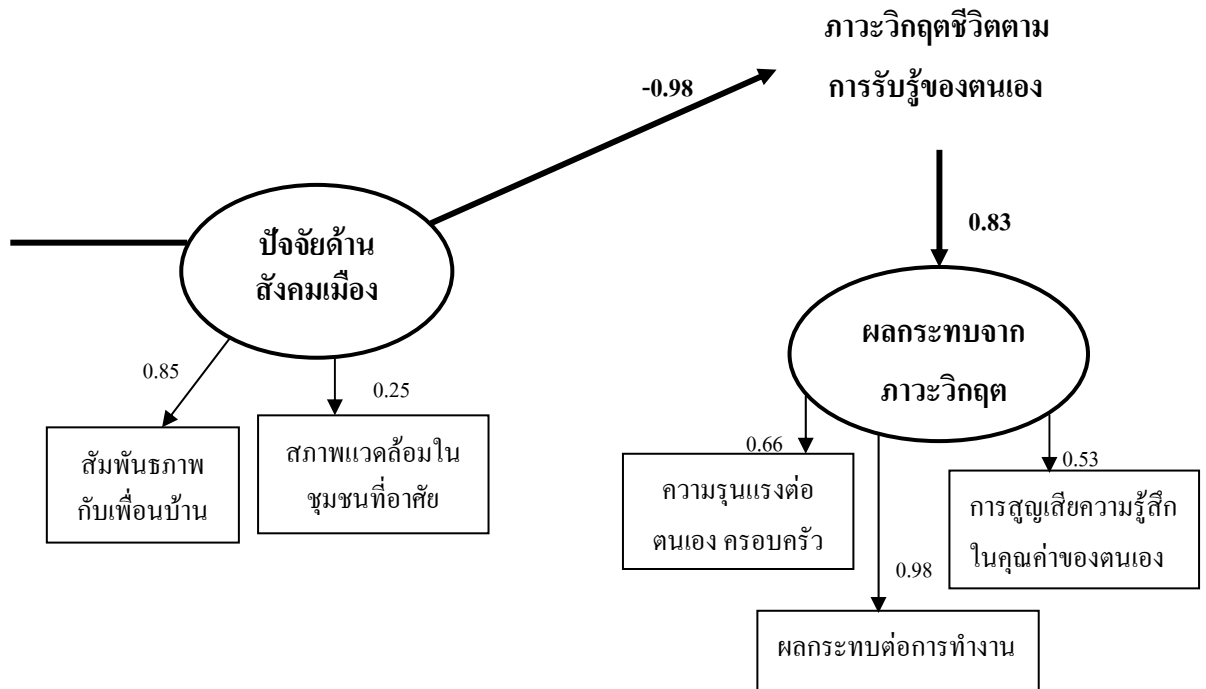 ภาวะวิกฤตชีวิตตาม
การรับรู้ของตนเอง
-0.98
0.83
ปัจจัยด้าน
สังคมเมือง
0.85
0.25
สัมพันธภาพ
กับเพื่อนบ้าน
สภาพแวดล้อมใน
ชุมชนที่อาศัย
ผลกระทบจาก
ภาวะวิกฤต
0.66
0.53
ความรุนแรงต่อ
ตนเอง ครอบครัว
0.98
การสูญเสียความรู้สึก
ในคุณค่าของตนเอง
ผลกระทบต่อการทำงาน